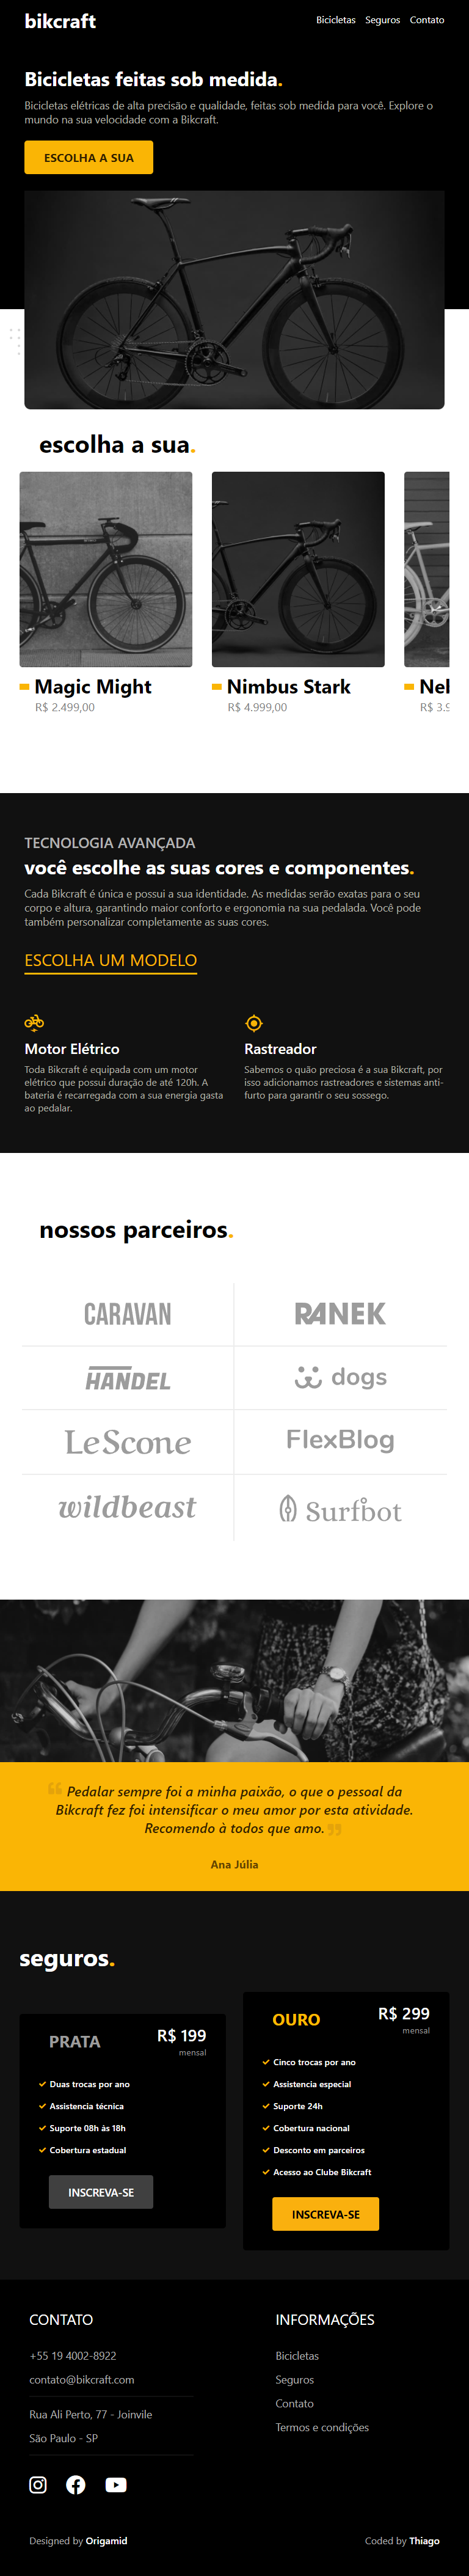 bikcraft
Bicicletas Seguros Contato
Bicicletas feitas sob medida.
Bicicletas elétricas de alta precisão e qualidade, feitas sob medida para você. Explore o
mundo na sua velocidade com a Bikcraft.
ESCOLHA A SUA
escolha a sua.
Magic Might
R$ 2.499,00
Nimbus Stark
R$ 4.999,00
Nel
R$ 3.9
TECNOLOGIA AVANÇADA
você escolhe as suas cores e componentes.
Cada Bikcraft é única e possui a sua identidade. As medidas serão exatas para o seu
corpo e altura, garantindo maior conforto e ergonomia na sua pedalada. Você pode
também personalizar completamente as suas cores.
ESCOLHA UM MODELO
Motor Elétrico
Toda Bikcraft é equipada com um motor
elétrico que possui duração de até 120h. A
bateria é recarregada com a sua energia gasta
ao pedalar.
Rastreador
Sabemos o quão preciosa é a sua Bikcraft, por
isso adicionamos rastreadores e sistemas anti-
furto para garantir o seu sossego.
nossos parceiros.
CARAVAN
RANEK
HANDEL
dogs
LeScone
FlexBlog
wildbeast
Surfbot
“ Pedalar sempre foi a minha paixão, o que o pessoal da
Bikcraft fez foi intensificar o meu amor por esta atividade.
Recomendo à todos que amo. ”
Ana Júlia
seguros.
PRATA
R$ 199
mensal
Duas trocas por ano
Assistencia técnica
Suporte 08h às 18h
Cobertura estadual
INSCREVA-SE
OURO
R$ 299
mensal
Cinco trocas por ano
Assistencia especial
Suporte 24h
Cobertura nacional
Desconto em parceiros
Acesso ao Clube Bikcraft
INSCREVA-SE
CONTATO
+55 19 4002-8922
contato@bikcraft.com
Rua Ali Perto, 77 - Joinvile
São Paulo - SP
INFORMAÇÕES
Bicicletas
Seguros
Contato
Termos e condições
Designed by Origamid
Coded by Thiago